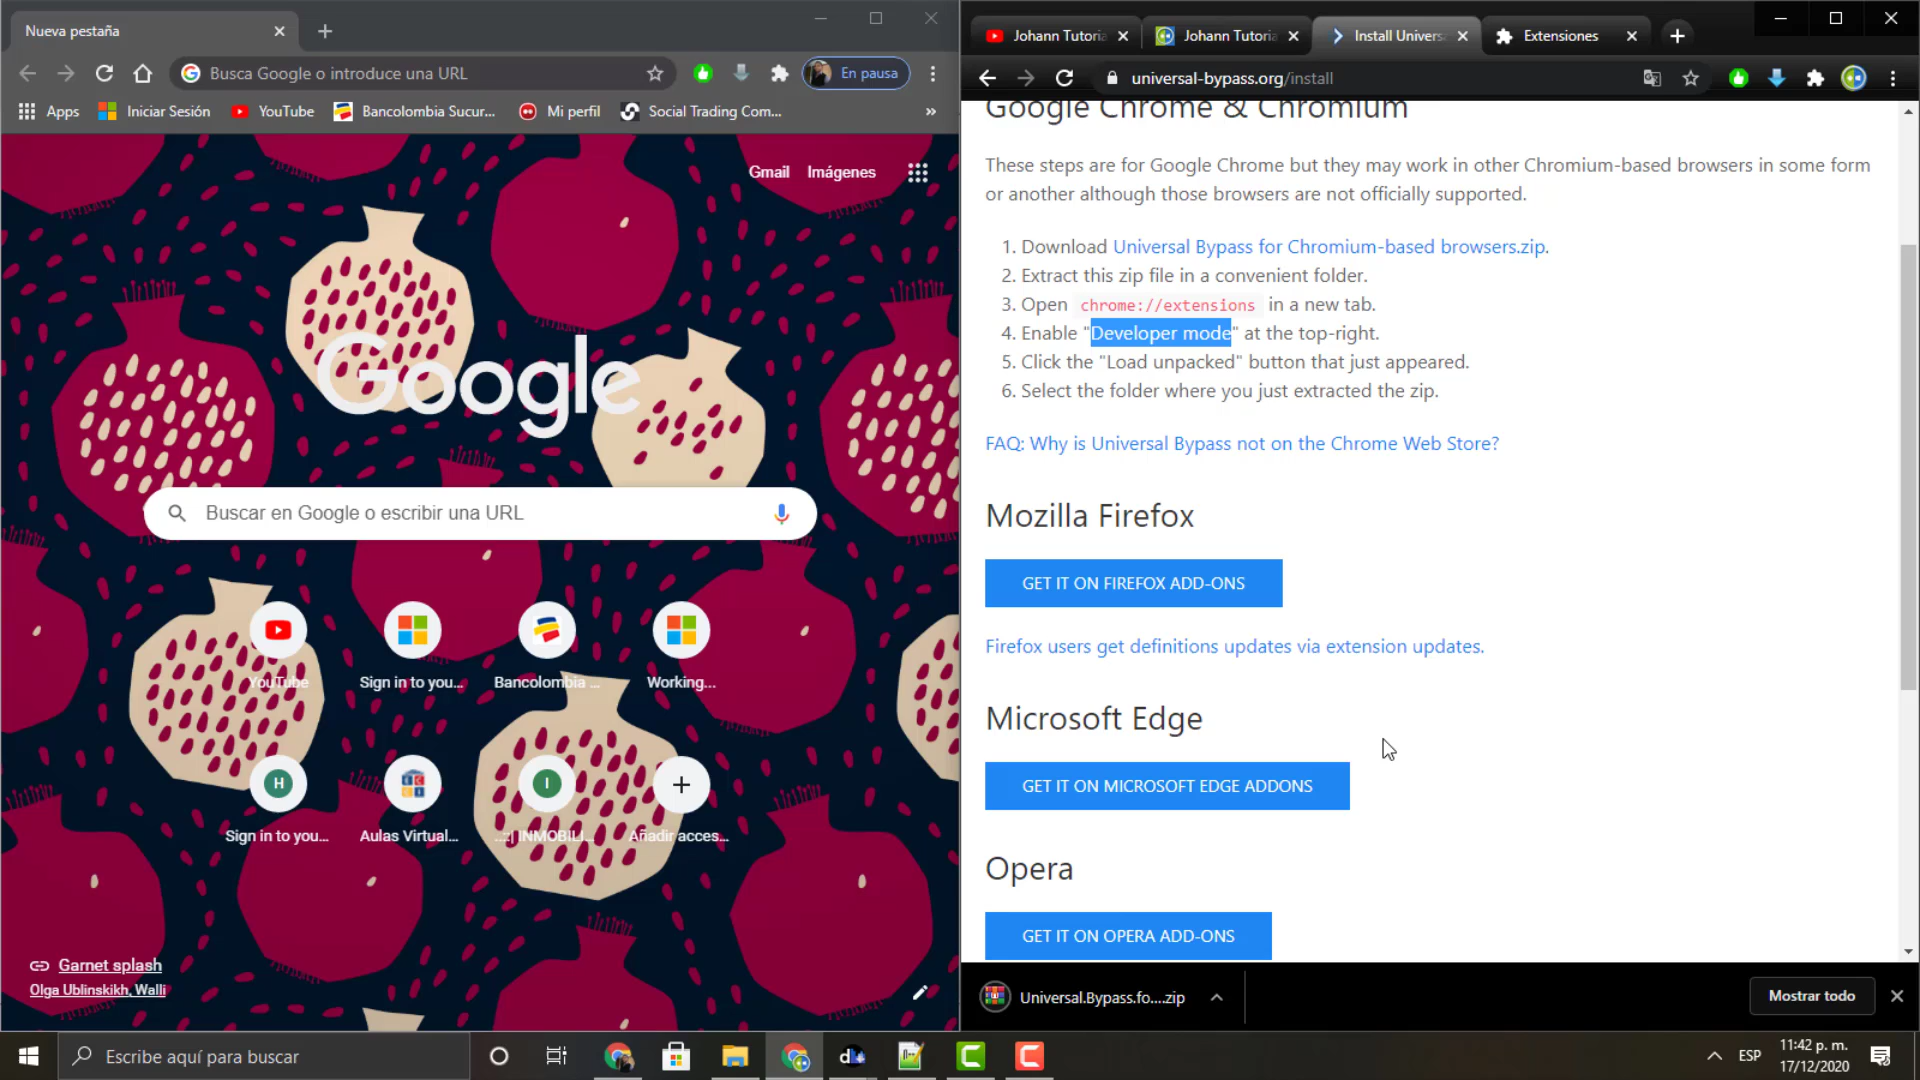 Nueva pestaña
Busca Google o introduce una URL
En pausa
Apps
Iniciar Sesión
YouTube
Bancolombia Sucur...
Mi perfil
Social Trading Com...
»
Gmail
Imágenes
Google
Buscar en Google o escribir una URL
YouTube
Sign in to you...
Bancolombia ...
Working...
H
I
Sign in to you...
Aulas Virtual...
...::| INMOBILI...
Añadir acces...
Garnet splash
Olga Ublinskikh, Walli
Johann Tutoria
Johann Tutoria
Install Univers
Extensiones
universal-bypass.org/install
Google Chrome & Chromium
These steps are for Google Chrome but they may work in other Chromium-based browsers in some form
or another although those browsers are not officially supported.
1. Download Universal Bypass for Chromium-based browsers.zip.
2. Extract this zip file in a convenient folder.
3. Open chrome://extensions in a new tab.
4. Enable "Developer mode" at the top-right.
5. Click the "Load unpacked" button that just appeared.
6. Select the folder where you just extracted the zip.
FAQ: Why is Universal Bypass not on the Chrome Web Store?
Mozilla Firefox
GET IT ON FIREFOX ADD-ONS
Firefox users get definitions updates via extension updates.
Microsoft Edge
GET IT ON MICROSOFT EDGE ADDONS
Opera
GET IT ON OPERA ADD-ONS
Universal.Bypass.fo....zip
Mostrar todo
Escribe aquí para buscar
ESP
11:42 p. m.
17/12/2020